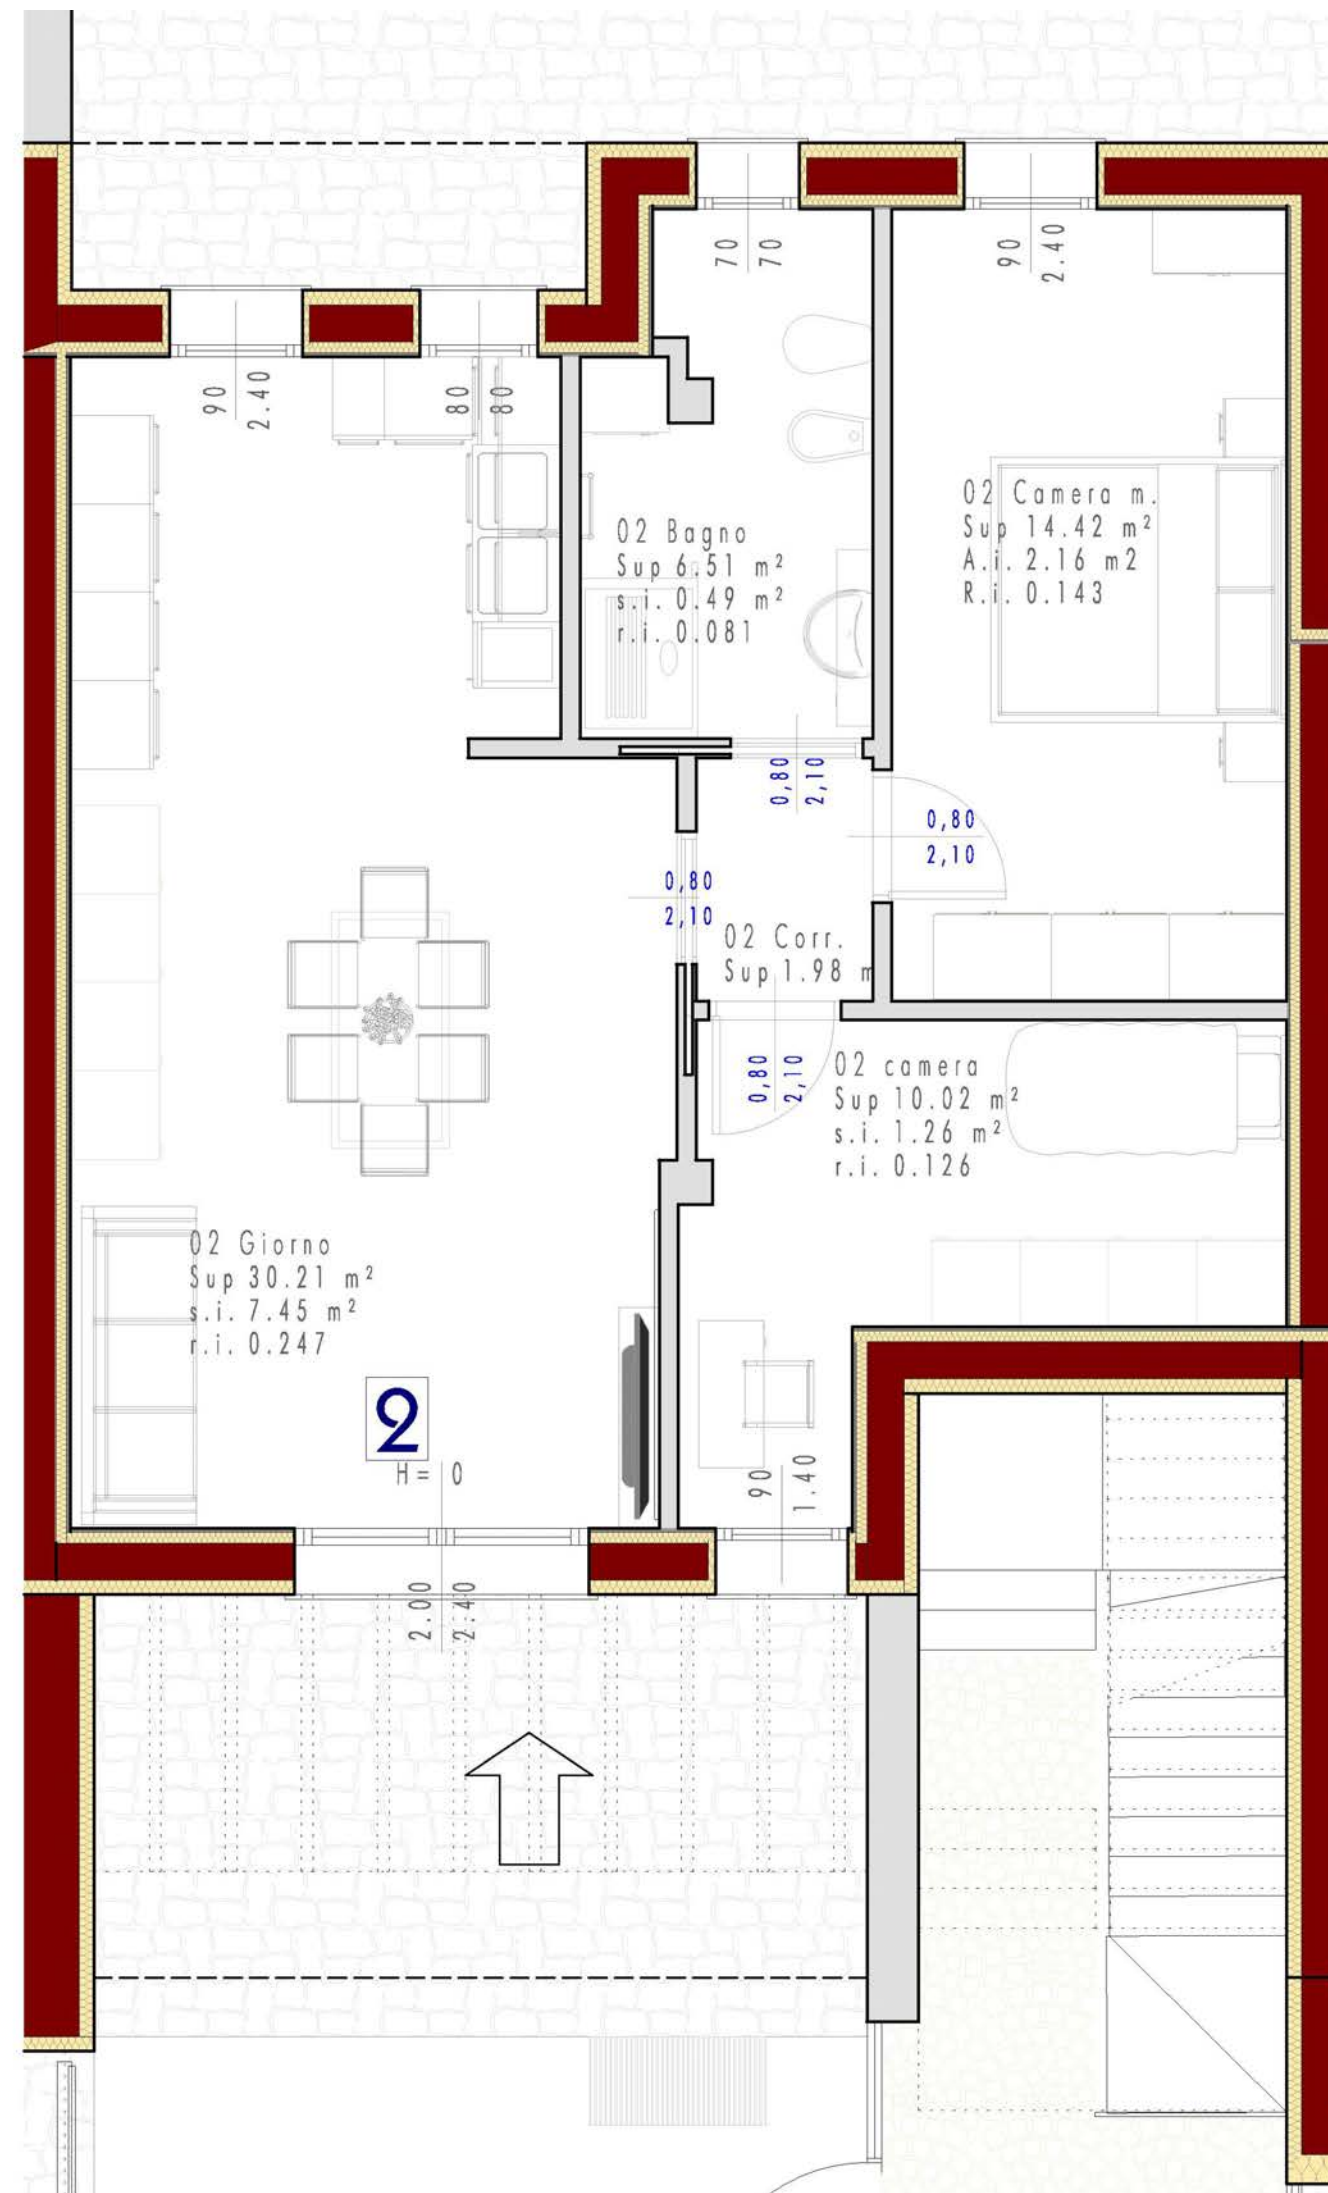 70
70
90
2.40
90
2.40
80
80
02 Camera m.
Sup 14.42 m²
A.i. 2.16 m2
R.i. 0.143
02 Bagno
Sup 6.51 m²
s.i. 0.49 m²
r.i. 0.081
0,80
2,10
0,80
2,10
0,80
2,10
02 Corr.
Sup 1.98 m
0,80
2,10
02 camera
Sup 10.02 m²
s.i. 1.26 m²
r.i. 0.126
02 Giorno
Sup 30.21 m²
s.i. 7.45 m²
r.i. 0.247
2
H= 0
90
1.40
2.00
2.40